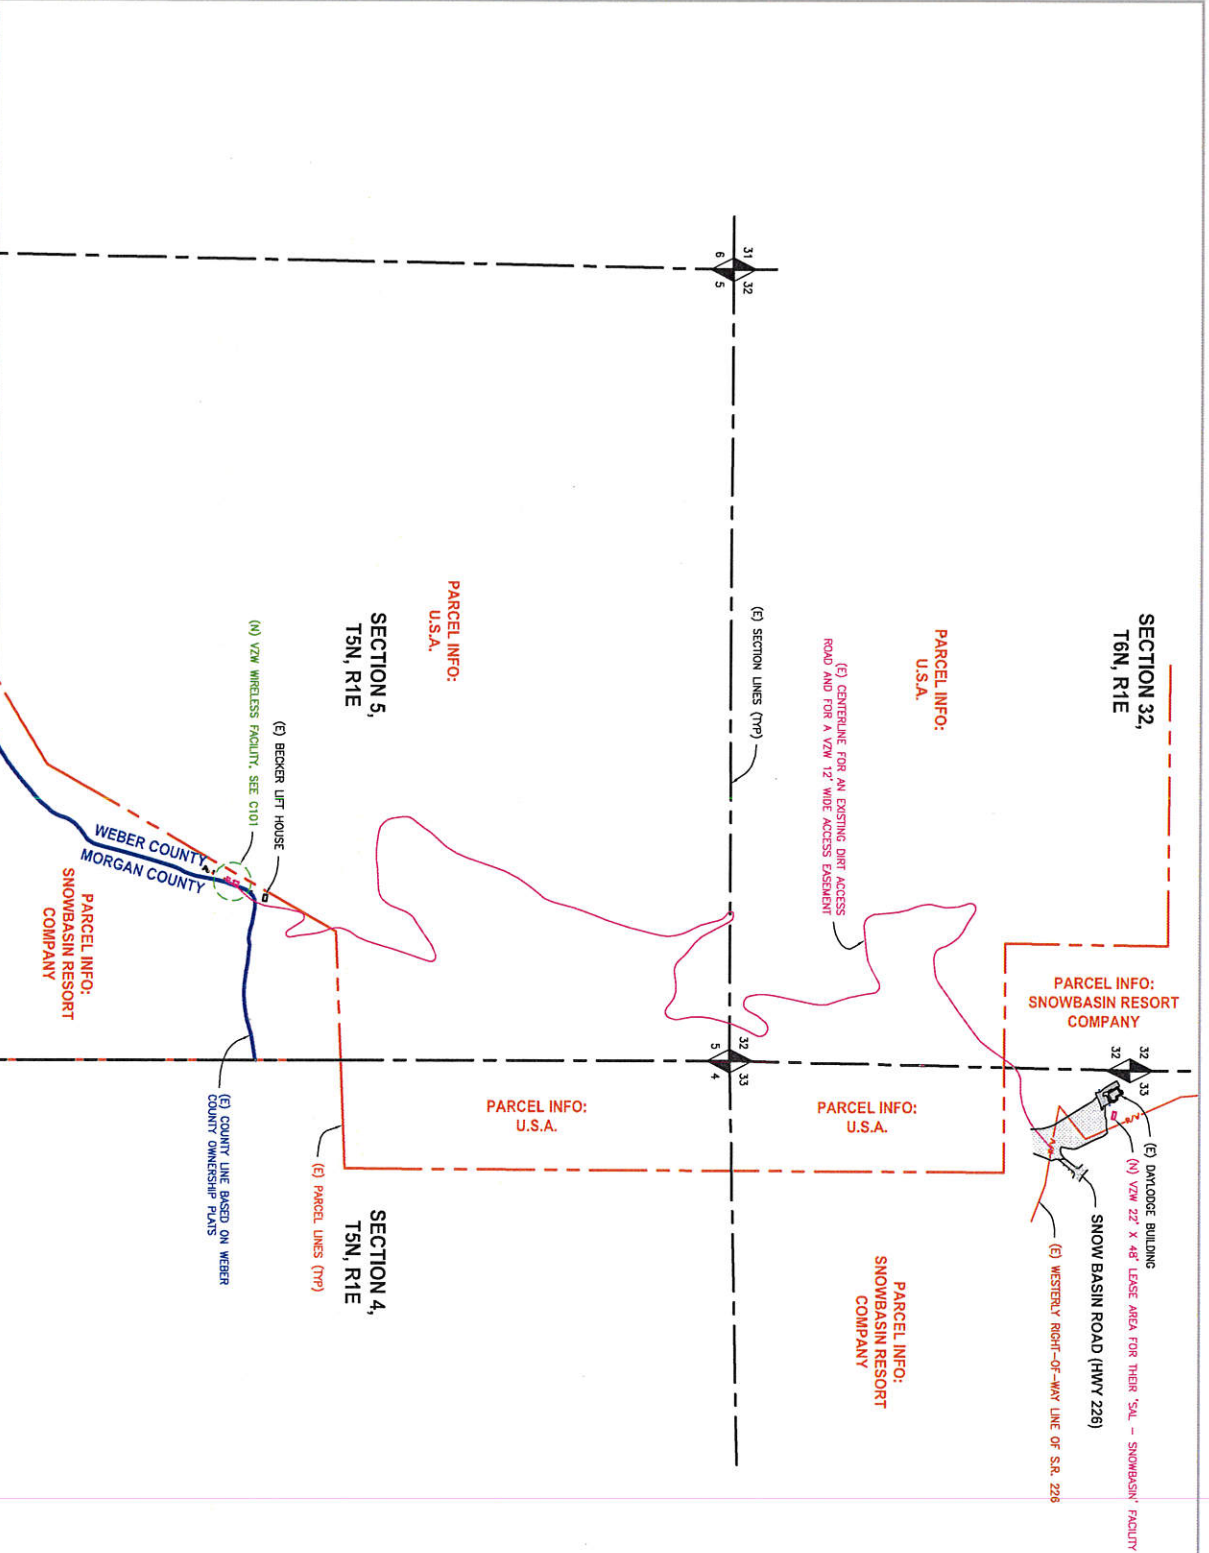 SECTION 32,
T6N, R1E
PARCEL INFO:
U.S.A.
(E) CENTERLINE FOR AN EXISTING DIRT ACCESS
ROAD AND FOR A VZW 12' WIDE ACCESS EASEMENT
(E) SECTION LINES (TYP)
31
32
6
5
PARCEL INFO:
SNOWBASIN RESORT
COMPANY
32
33
32
(E) DAYLODGE BUILDING
(N) VZW 22' X 48' LEASE AREA FOR THEIR 'SAL - SNOWBASIN' FACILITY
SNOW BASIN ROAD (HWY 226)
(E) WESTERLY RIGHT-OF-WAY LINE OF S.R. 226
PARCEL INFO:
U.S.A.
PARCEL INFO:
SNOWBASIN RESORT
COMPANY
32
33
5
4
PARCEL INFO:
U.S.A.
PARCEL INFO:
U.S.A.
SECTION 5,
T5N, R1E
(E) BECKER LIFT HOUSE
(N) VZW WIRELESS FACILITY, SEE C101
WEBER COUNTY
MORGAN COUNTY
PARCEL INFO:
SNOWBASIN RESORT
COMPANY
SECTION 4,
T5N, R1E
(E) PARCEL LINES (TYP)
(E) COUNTY LINE BASED ON WEBER
COUNTY OWNERSHIP PLATS